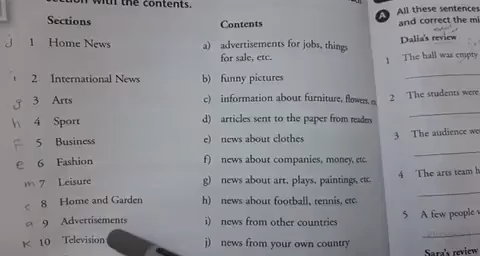 section with the contents.
Sections
Contents
j 1 Home News
a) advertisements for jobs, things
for sale, etc.
i 2 International News
b) funny pictures
g 3 Arts
c) information about furniture, flowers,
h 4 Sport
d) articles sent to the paper from readers
F 5 Business
e) news about clothes
e 6 Fashion
f) news about companies, money, etc.
m 7 Leisure
g) news about art, plays, paintings, etc.
c 8 Home and Garden
h) news about football, tennis, etc.
a 9 Advertisements
i) news from other countries
K 10 Television
j) news from your own country
A All these sentences
and correct the mi
Dalia's review
1 The hall was empty
2 The students were
3 The audience we
4 The arts team h
5 A few people
Sara's review